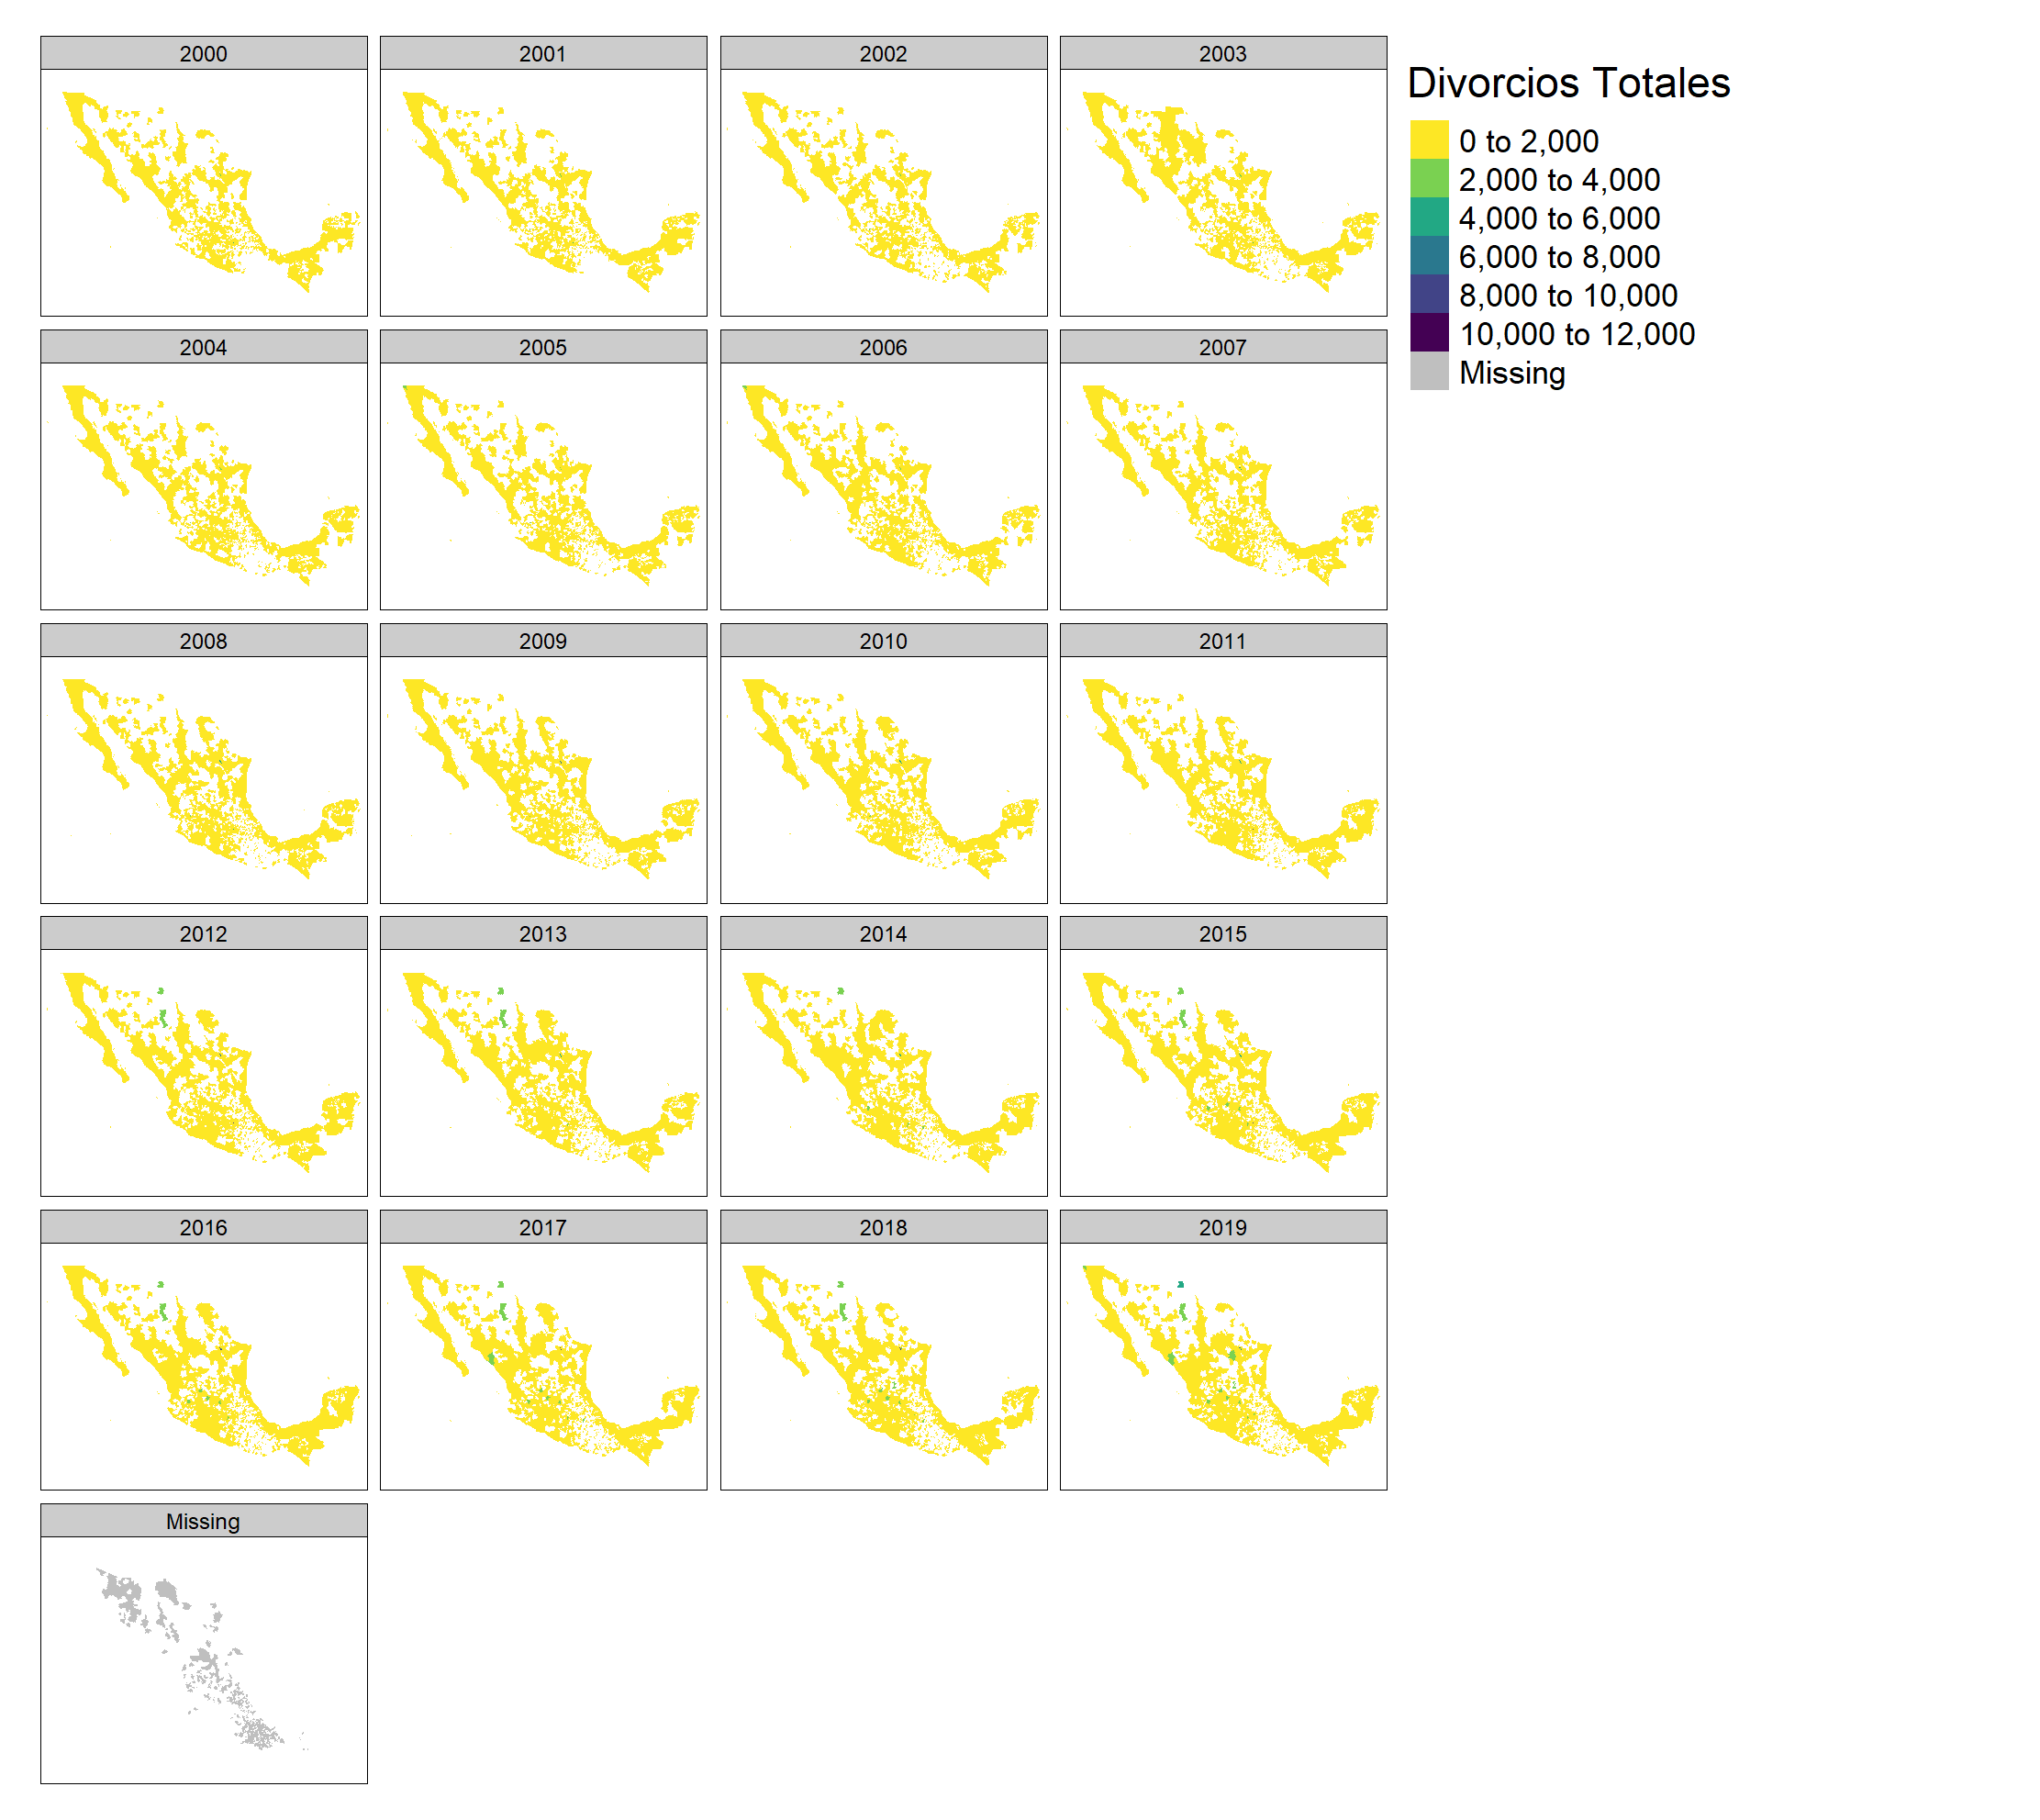 2000
2001
2002
2003
Divorcios Totales
0 to 2,000
2,000 to 4,000
4,000 to 6,000
6,000 to 8,000
8,000 to 10,000
10,000 to 12,000
Missing
2004
2005
2006
2007
2008
2009
2010
2011
2012
2013
2014
2015
2016
2017
2018
2019
Missing